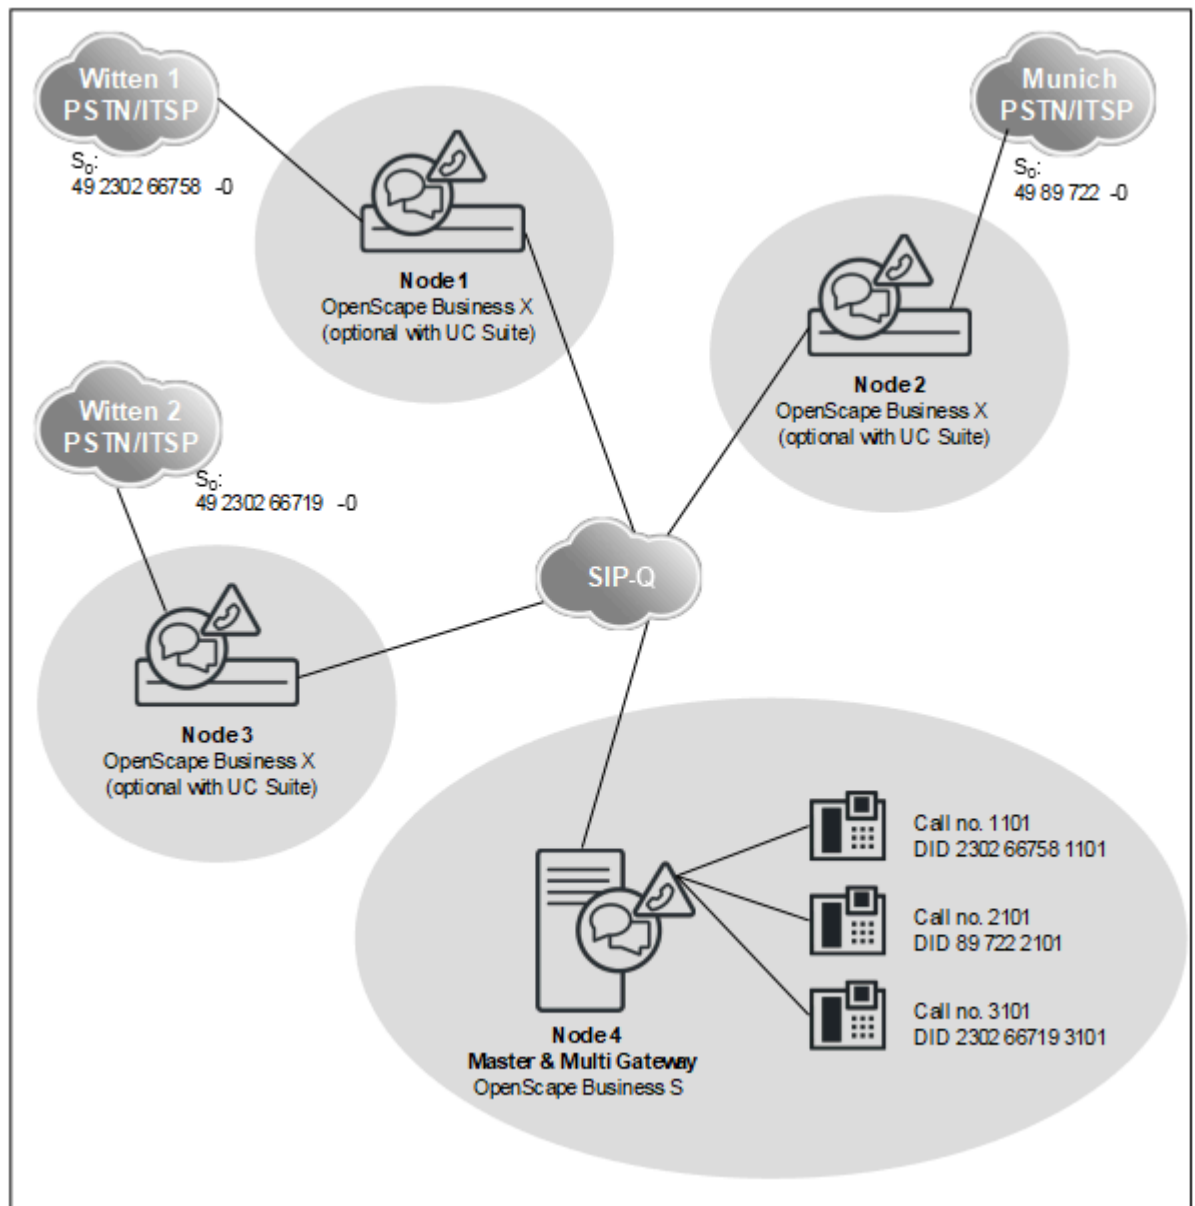 Witten 1
PSTN/ITSP
S0:
49 2302 66758 -0
Node 1
OpenScape Business X
(optional with UC Suite)
Munich
PSTN/ITSP
S0:
49 89 722 -0
Node 2
OpenScape Business X
(optional with UC Suite)
Witten 2
PSTN/ITSP
S0:
49 2302 66719 -0
SIP-Q
Node 3
OpenScape Business X
(optional with UC Suite)
Call no. 1101
DID 2302 66758 1101
Call no. 2101
DID 89 722 2101
Call no. 3101
DID 2302 66719 3101
Node 4
Master & Multi Gateway
OpenScape Business S